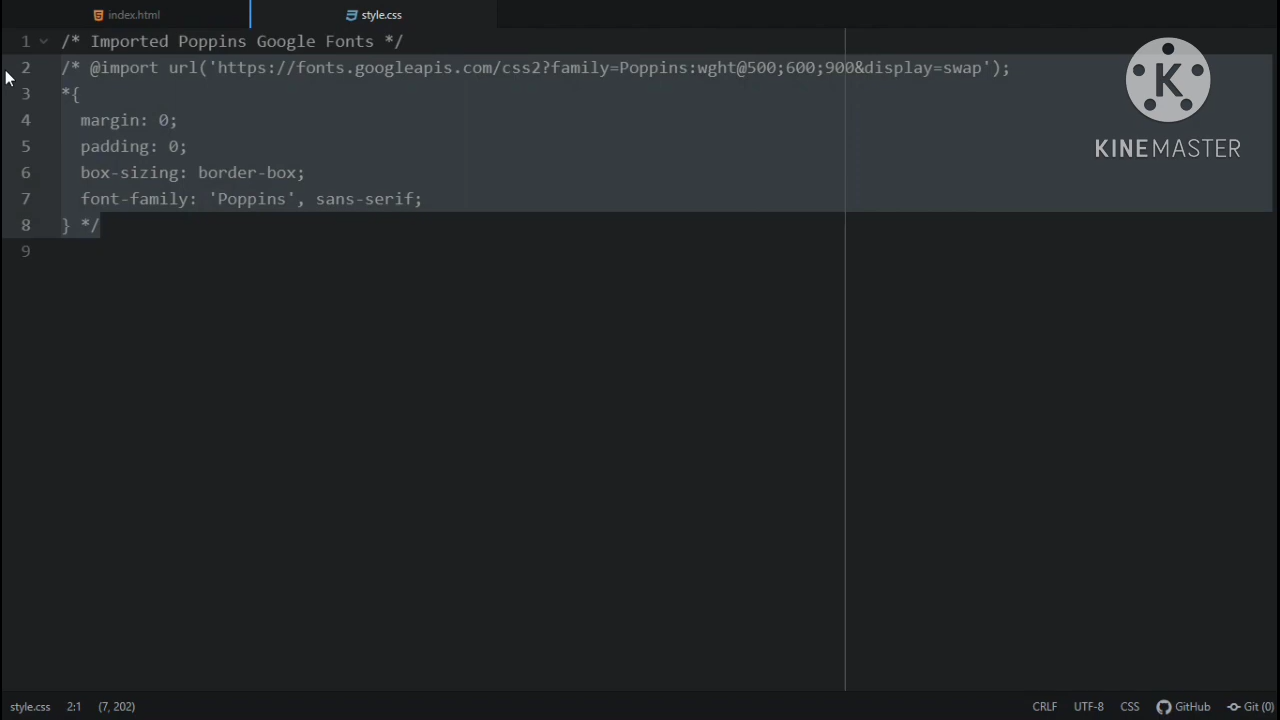 index.html
style.css
1 /* Imported Poppins Google Fonts */
2 /* @import url('https://fonts.googleapis.com/css2?family=Poppins:wght@500;600;900&display=swap');
3 *{
4 margin: 0;
5 padding: 0;
6 box-sizing: border-box;
7 font-family: 'Poppins', sans-serif;
8 } */
9
K
KINEMASTER
style.css 2:1 (7, 202) CRLF UTF-8 CSS GitHub Git (0)